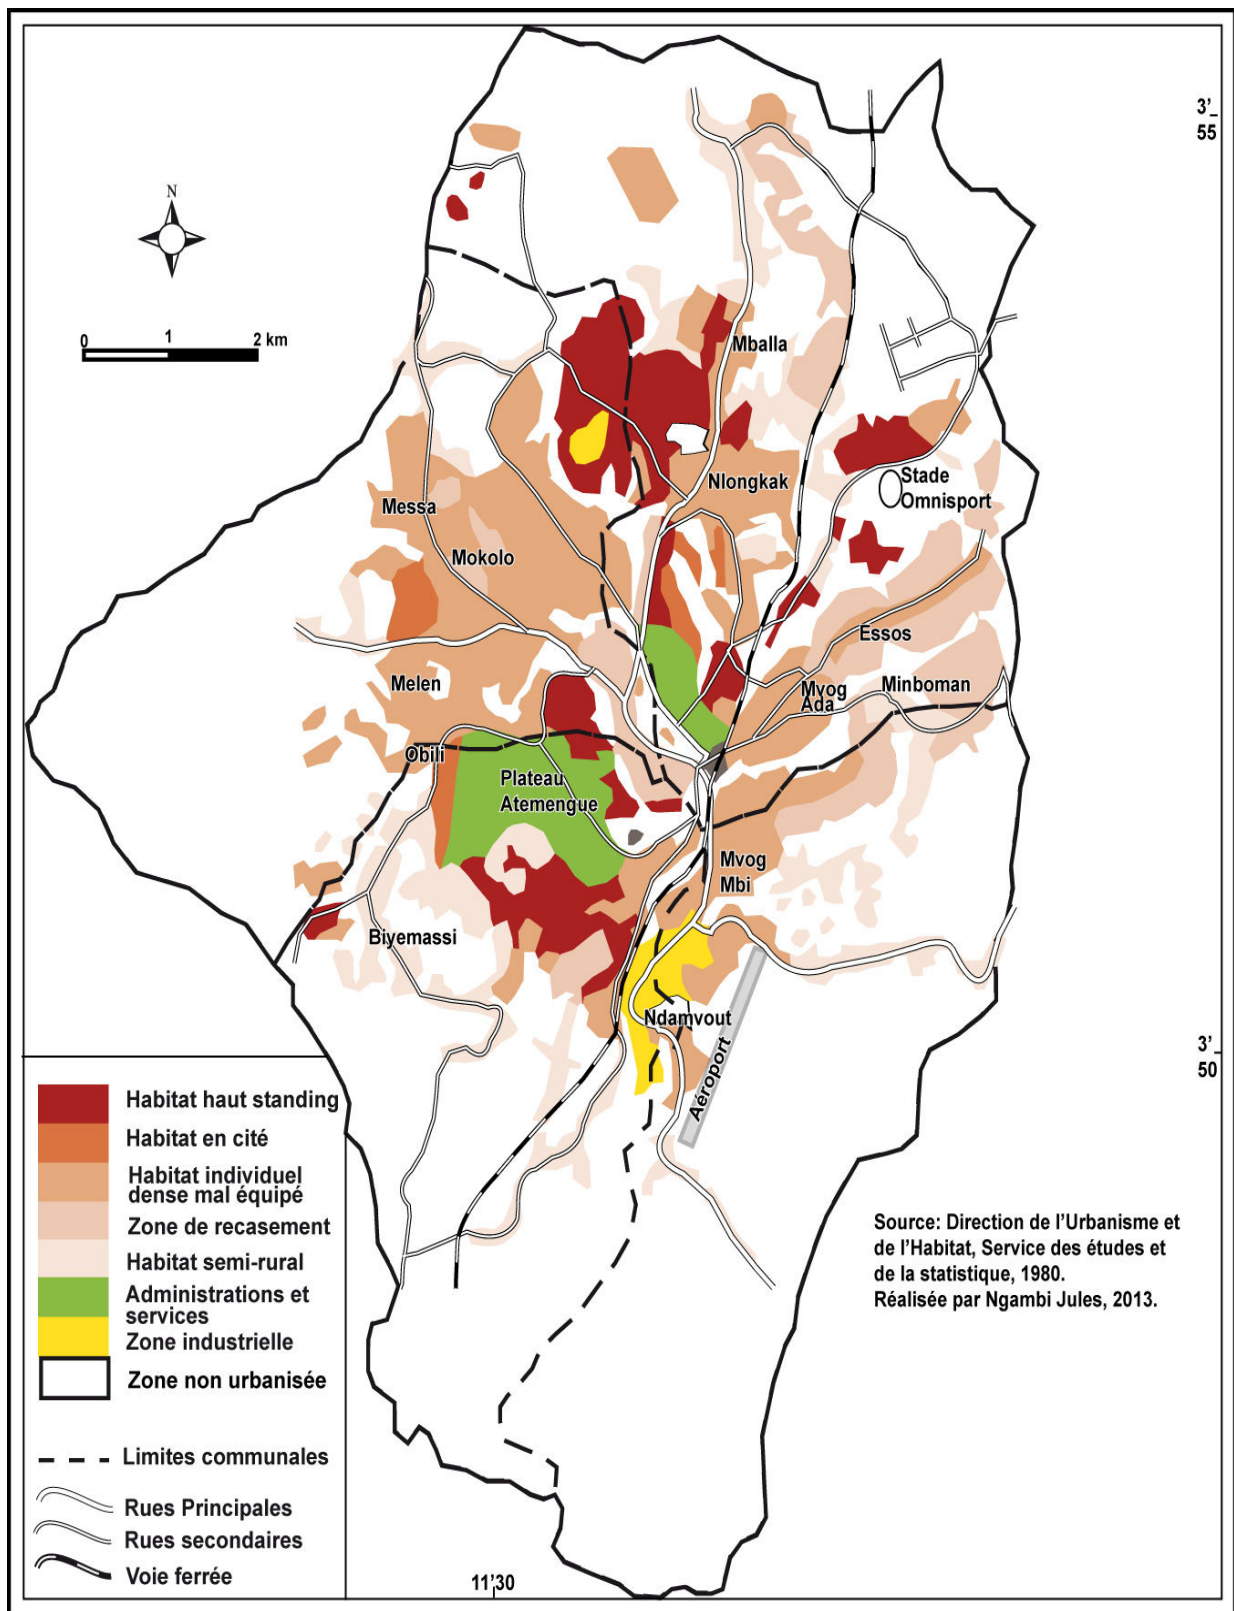 3'
55
N
0 1 2 km
Mballa
Nlongkak
Stade
Omnisport
Messa
Mokolo
Essos
Melen
Mvog
Ada
Minboman
Obili
Plateau
Atemengue
Mvog
Mbi
Biyemassi
Ndamvout
Aéroport
3'
50
Habitat haut standing
Habitat en cité
Habitat individuel
dense mal équipé
Zone de recasement
Habitat semi-rural
Administrations et
services
Zone industrielle
Zone non urbanisée
Limites communales
Rues Principales
Rues secondaires
Voie ferrée
Source: Direction de l'Urbanisme et
de l'Habitat, Service des études et
de la statistique, 1980.
Réalisée par Ngambi Jules, 2013.
11'30